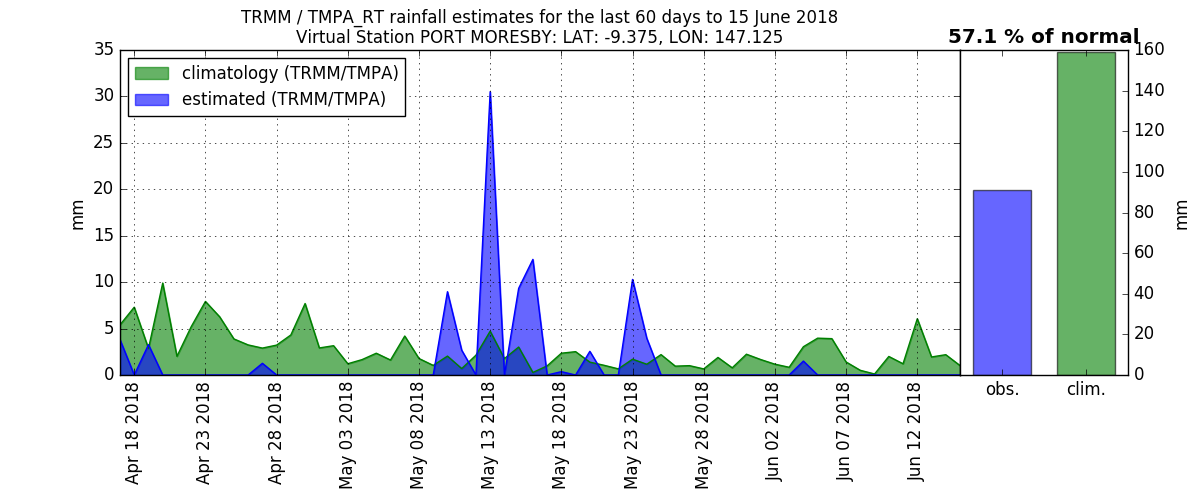 TRMM / TMPA_RT rainfall estimates for the last 60 days to 15 June 2018
Virtual Station PORT MORESBY: LAT: -9.375, LON: 147.125
57.1 % of normal
climatology (TRMM/TMPA)
estimated (TRMM/TMPA)
mm
35
30
25
20
15
10
5
0
Apr 18 2018
Apr 23 2018
Apr 28 2018
May 03 2018
May 08 2018
May 13 2018
May 18 2018
May 23 2018
May 28 2018
Jun 02 2018
Jun 07 2018
Jun 12 2018
160
140
120
100
80
60
40
20
0
mm
obs.
clim.